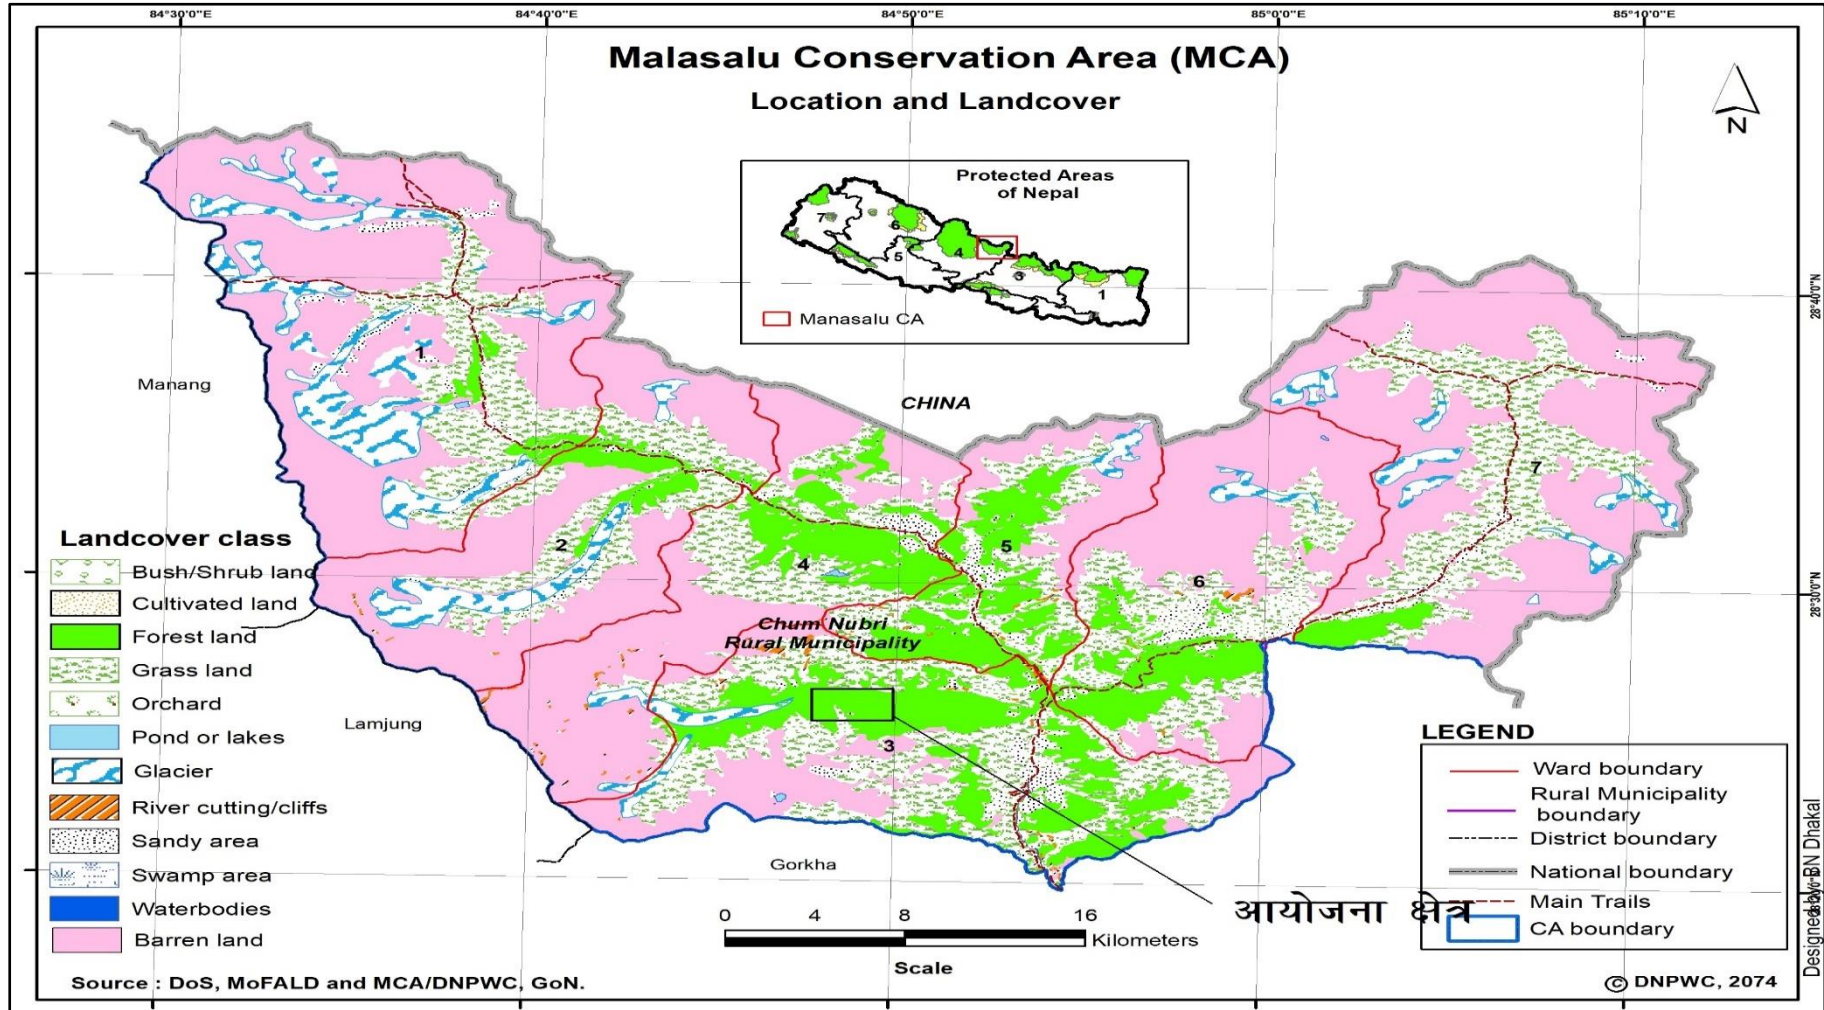 84°30'0"E 84°40'0"E 84°50'0"E 85°0'0"E 85°10'0"E
Malasalu Conservation Area (MCA)
Location and Landcover
N
Protected Areas
of Nepal
7
6
5
4
3
1
Manasalu CA
28°40'0"N
1
Manang
CHINA
7
Landcover class
Bush/Shrub land
Cultivated land
Forest land
Grass land
Orchard
Pond or lakes
Glacier
River cutting/cliffs
Sandy area
Swamp area
Waterbodies
Barren land
2
4
5
6
28°30'0"N
Chum Nubri
Rural Municipality
Lamjung
3
Gorkha
आयोजना क्षेत्र
LEGEND
Ward boundary
Rural Municipality
boundary
District boundary
National boundary
Main Trails
CA boundary
0 4 8 16
Kilometers
Scale
Designed by BN Dhakal
Source : DoS, MoFALD and MCA/DNPWC, GoN.
© DNPWC, 2074